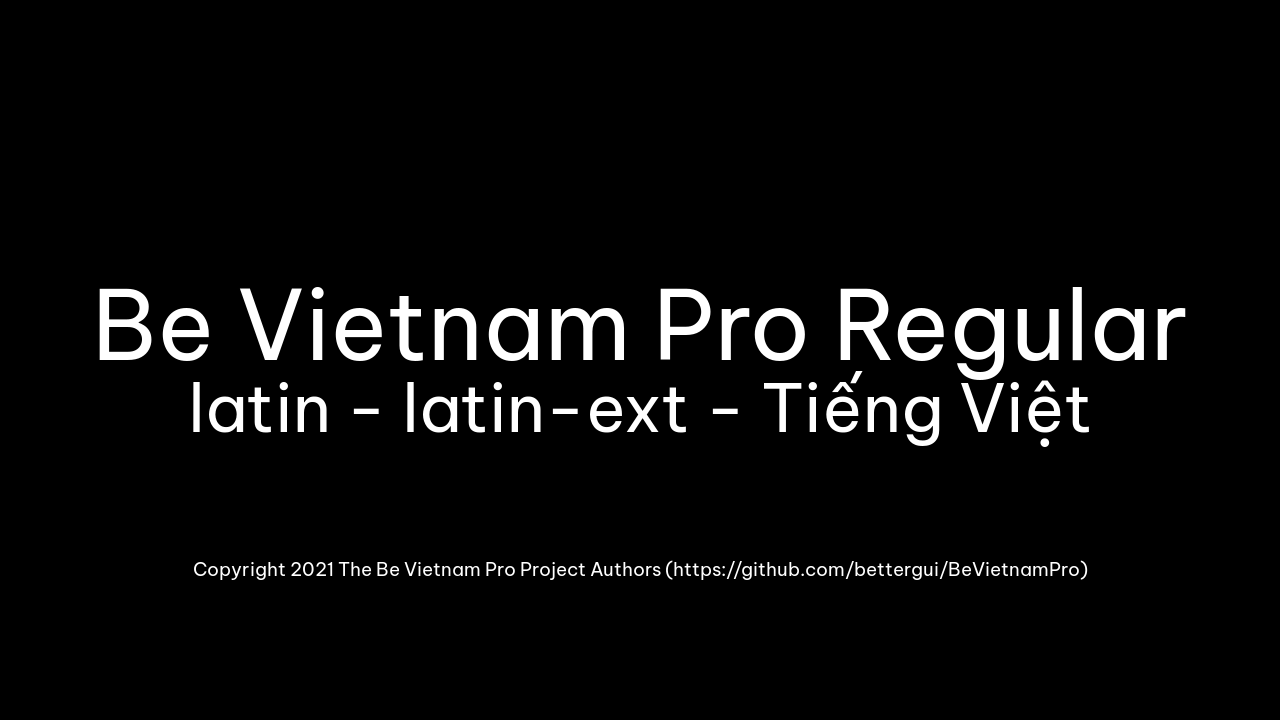 Be Vietnam Pro Regular
latin - latin-ext - Tiếng Việt
Copyright 2021 The Be Vietnam Pro Project Authors (https://github.com/bettergui/BeVietnamPro)